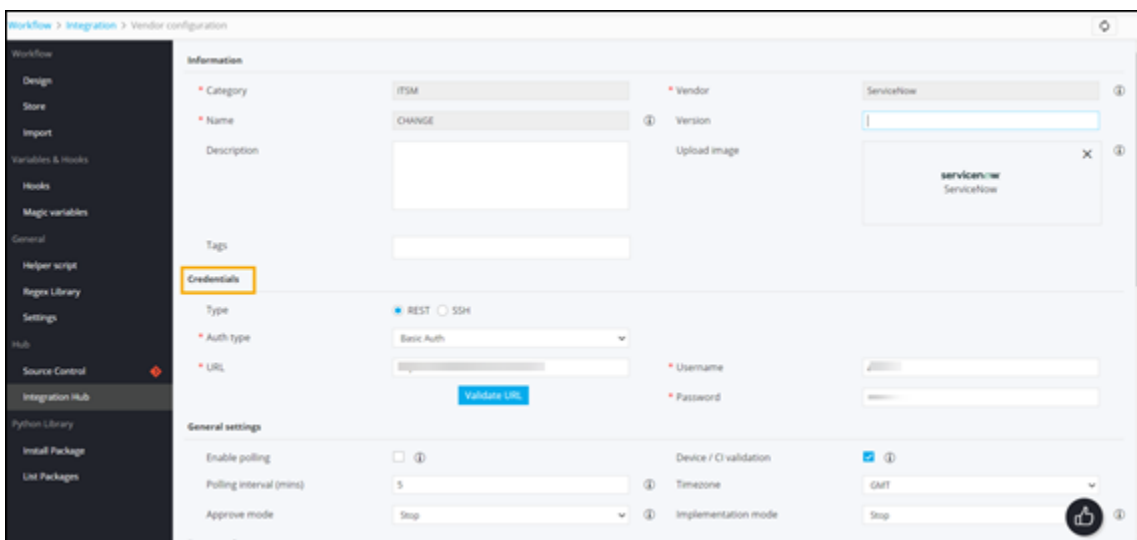 Workflow > Integration > Vendor configuration
Workflow
Design
Store
Import
Variables & Hooks
Hooks
Magic variables
General
Helper script
Regex Library
Settings
Hub
Source Control
Integration Hub
Python Library
Install Package
List Packages
Information
* Category ITSM * Vendor ServiceNow
* Name CHANGE Version
Description Upload image
servicenow
ServiceNow
Tags
Credentials
Type REST SSH
* Auth type Basic Auth
* URL * Username
Validate URL * Password
General settings
Enable polling Device / CI validation
Polling interval (mins) 5 Timezone GMT
Approve mode Stop Implementation mode Stop